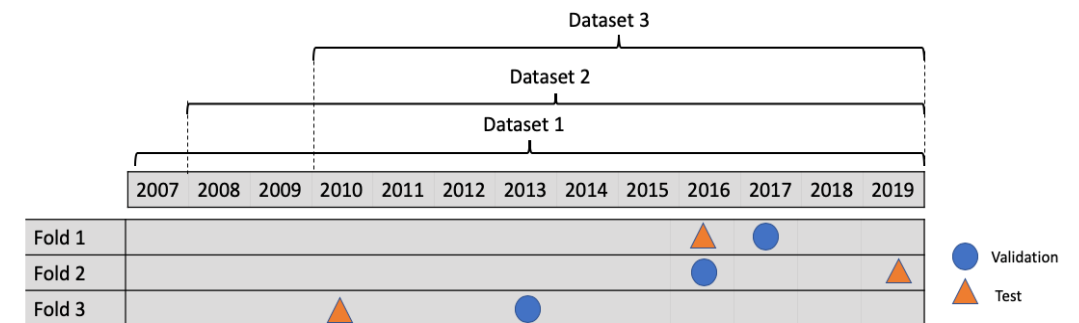 Dataset 3
Dataset 2
Dataset 1
2007 2008 2009 2010 2011 2012 2013 2014 2015 2016 2017 2018 2019
Fold 1
Fold 2
Fold 3
Validation
Test